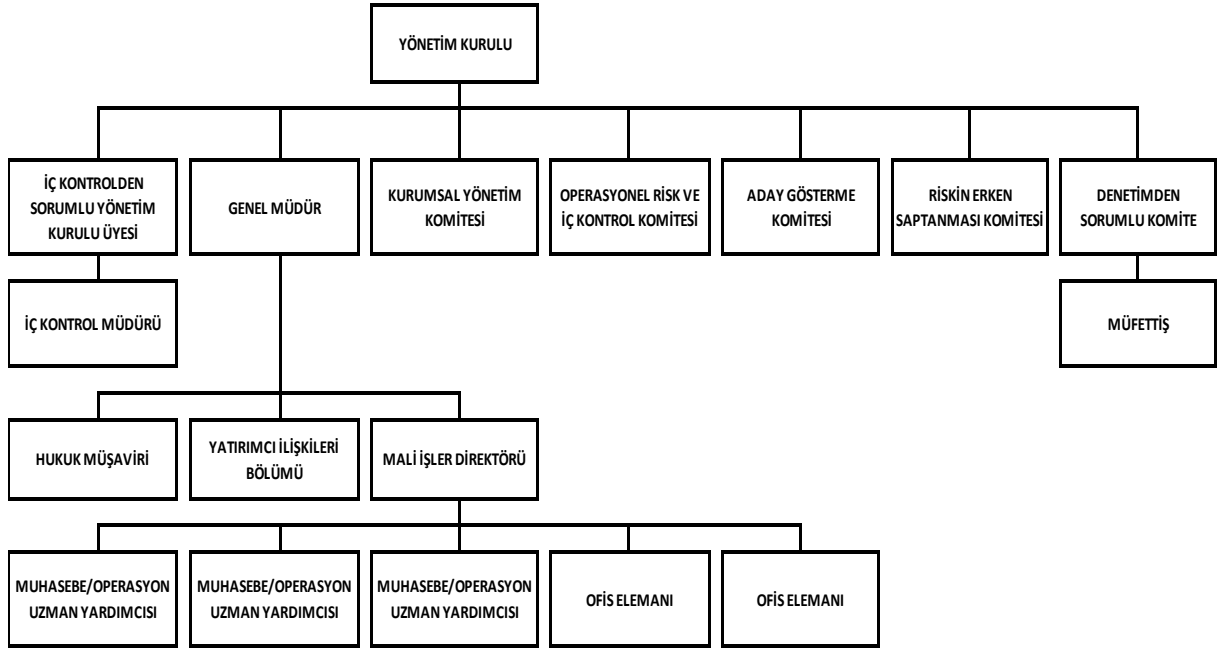 YÖNETİM KURULU
İÇ KONTROLDEN
SORUMLU YÖNETİM
KURULU ÜYESİ
GENEL MÜDÜR
KURUMSAL YÖNETİM
KOMİTESİ
OPERASYONEL RİSK VE
İÇ KONTROL KOMİTESİ
ADAY GÖSTERME
KOMİTESİ
RİSKİN ERKEN
SAPTANMASI KOMİTESİ
DENETİMDEN
SORUMLU KOMİTE
İÇ KONTROL MÜDÜRÜ
MÜFETTİŞ
HUKUK MÜŞAVİRİ
YATIRIMCI İLİŞKİLERİ
BÖLÜMÜ
MALİ İŞLER DİREKTÖRÜ
MUHASEBE/OPERASYON
UZMAN YARDIMCISI
MUHASEBE/OPERASYON
UZMAN YARDIMCISI
MUHASEBE/OPERASYON
UZMAN YARDIMCISI
OFİS ELEMANI
OFİS ELEMANI